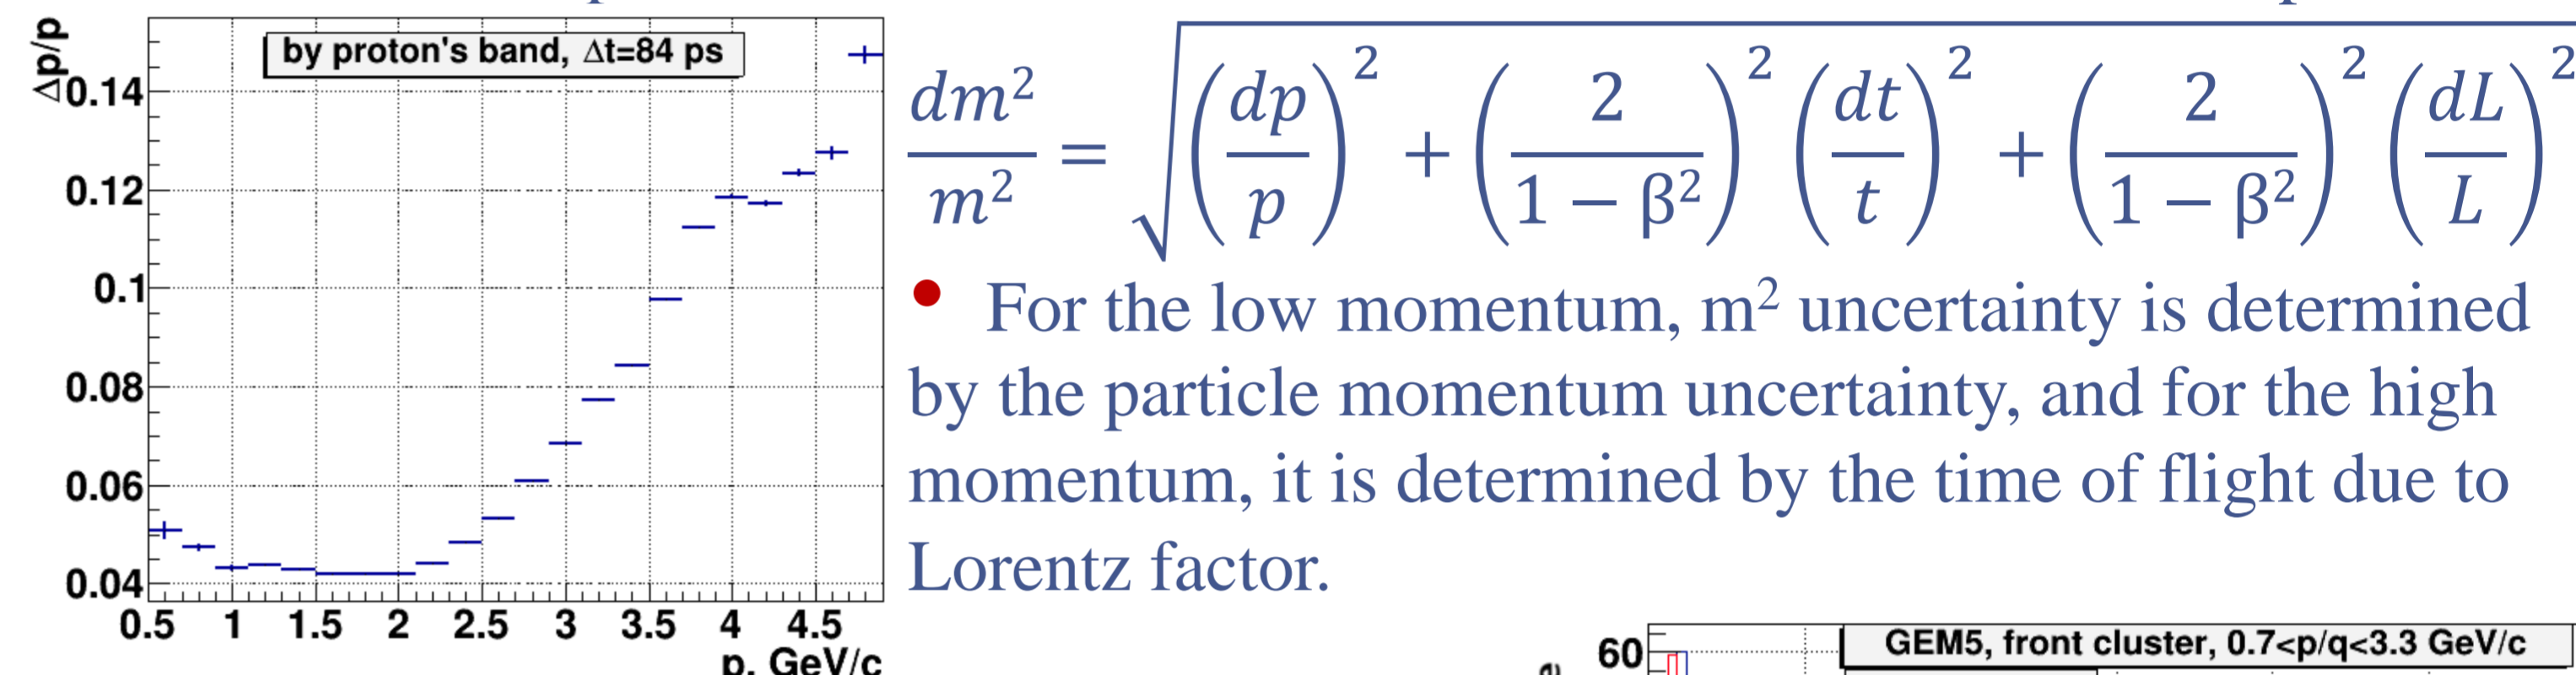 Δp/p
by proton's band, Δt=84 ps
0.14
0.12
0.1
0.08
0.06
0.04
0.5 1 1.5 2 2.5 3 3.5 4 4.5
p, GeV/c
dm²/m² = √((dp/p)² + (2/(1 − β²))² (dt/t)² + (2/(1 − β²))² (dL/L)²
• For the low momentum, m² uncertainty is determined
by the particle momentum uncertainty, and for the high
momentum, it is determined by the time of flight due to
Lorentz factor.
60
GEM5, front cluster, 0.7<p/q<3.3 GeV/c